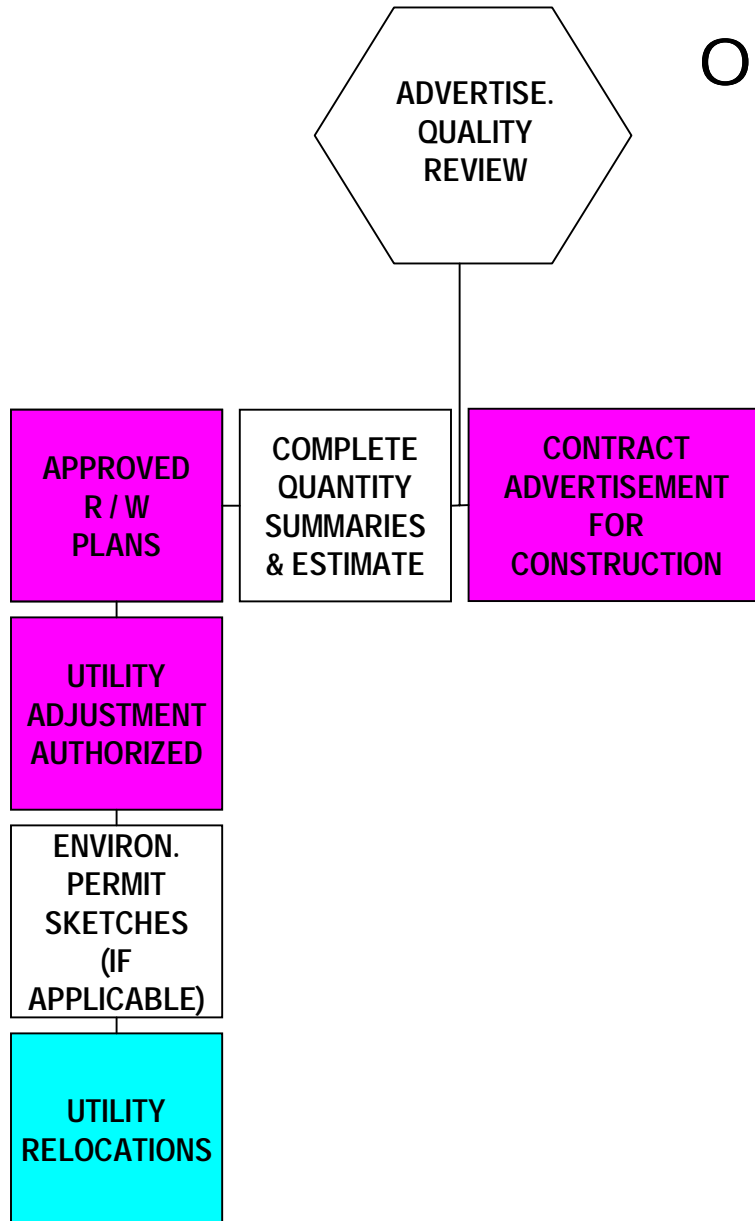 O
ADVERTISE.
QUALITY
REVIEW
APPROVED
R / W
PLANS
COMPLETE
QUANTITY
SUMMARIES
& ESTIMATE
CONTRACT
ADVERTISEMENT
FOR
CONSTRUCTION
UTILITY
ADJUSTMENT
AUTHORIZED
ENVIRON.
PERMIT
SKETCHES
(IF
APPLICABLE)
UTILITY
RELOCATIONS